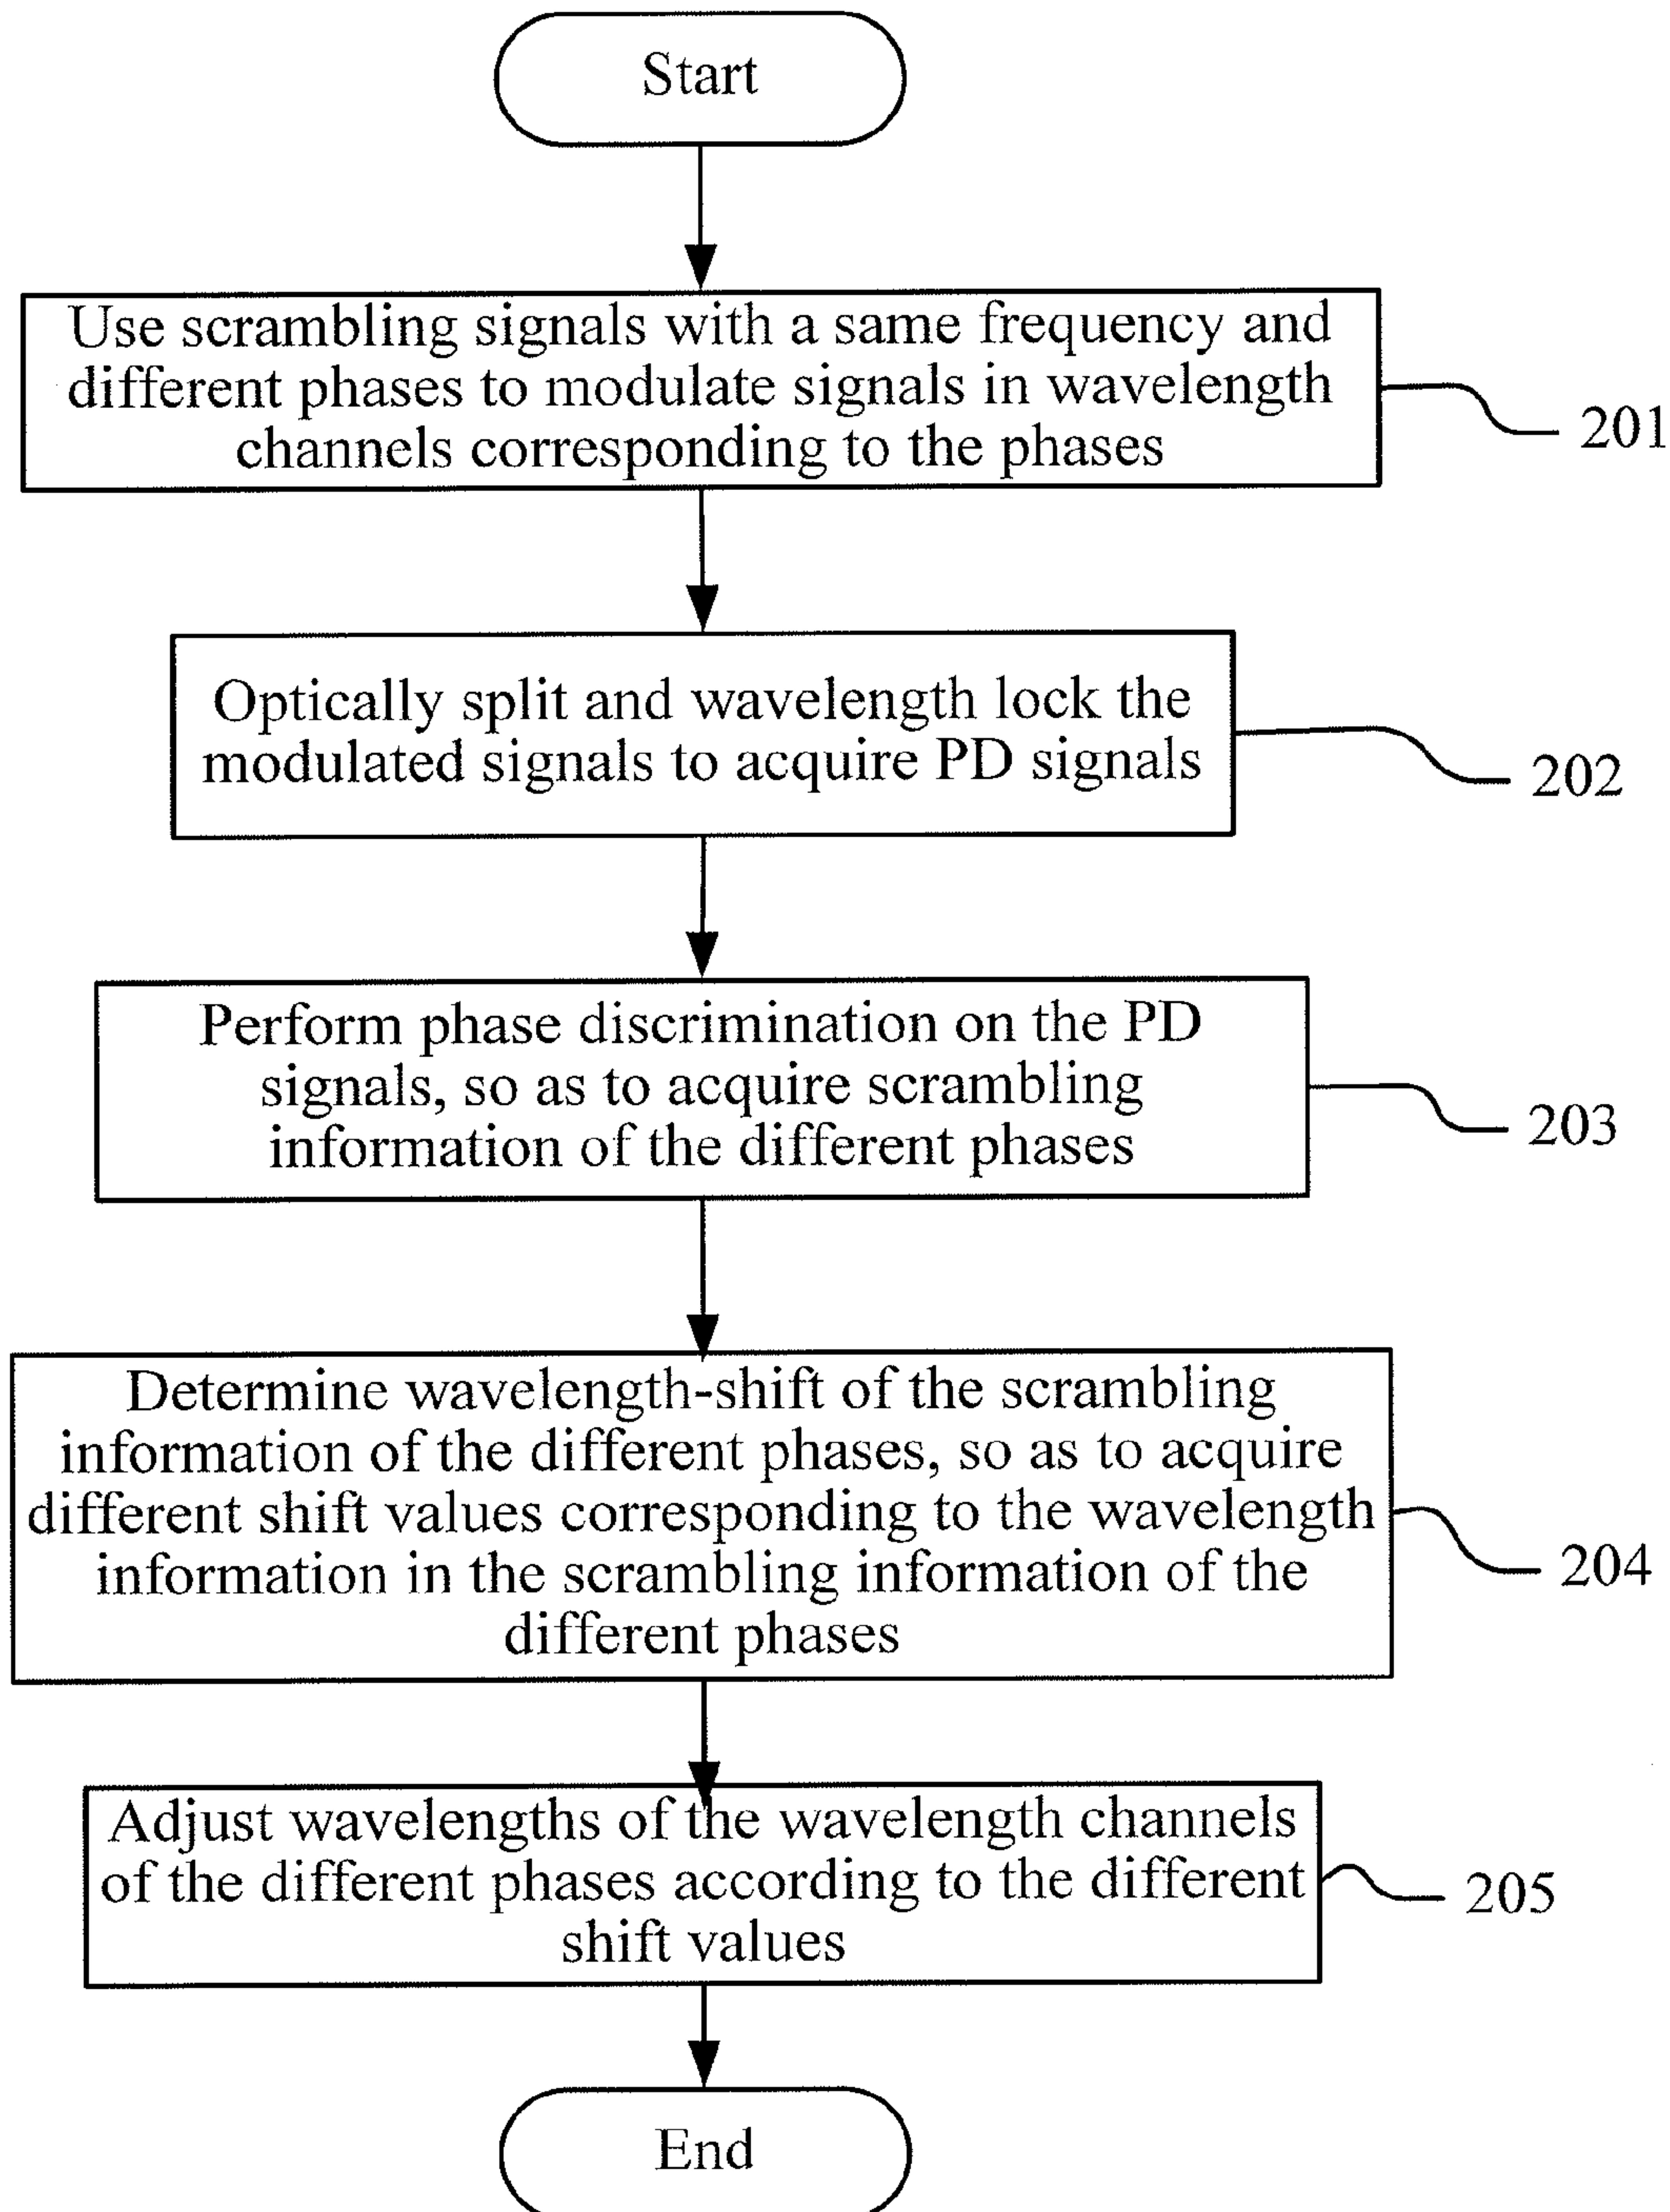 Start
Use scrambling signals with a same frequency and
different phases to modulate signals in wavelength
channels corresponding to the phases
201
Optically split and wavelength lock the
modulated signals to acquire PD signals
202
Perform phase discrimination on the PD
signals, so as to acquire scrambling
information of the different phases
203
Determine wavelength-shift of the scrambling
information of the different phases, so as to acquire
different shift values corresponding to the wavelength
information in the scrambling information of the
different phases
204
Adjust wavelengths of the wavelength channels
of the different phases according to the different
shift values
205
End